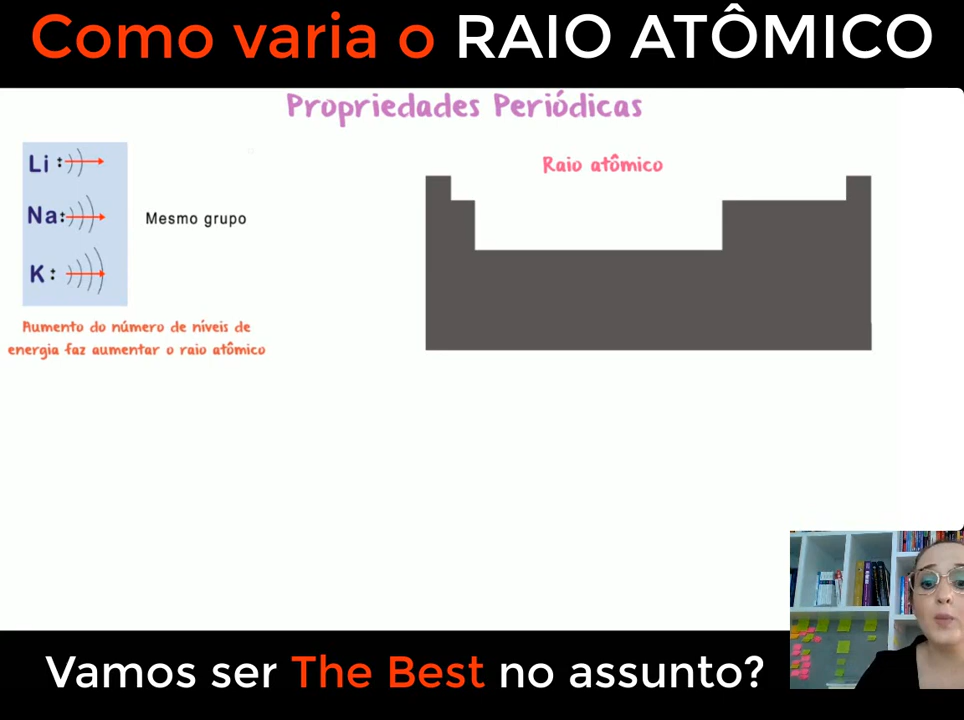 Como varia o RAIO ATÔMICO
Propriedades Periódicas
Raio atômico
Li :
Na:
Mesmo grupo
K :
Aumento do número de níveis de
energia faz aumentar o raio atômico
Vamos ser The Best no assunto?